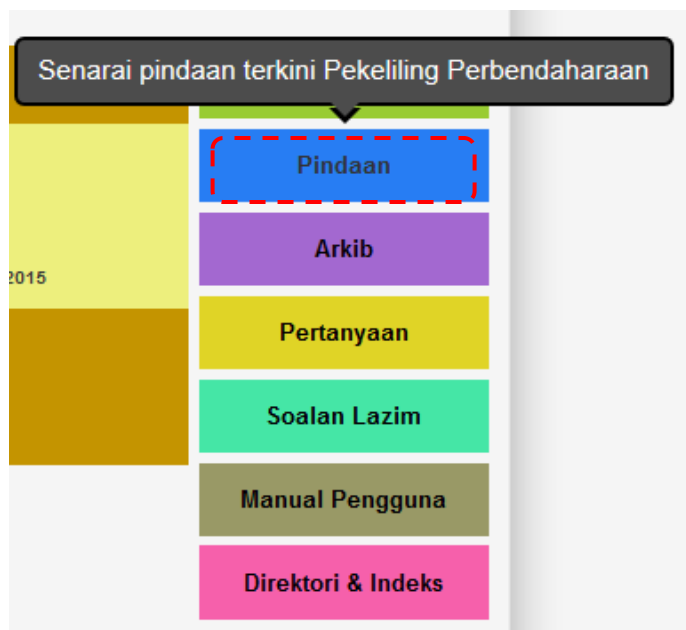 Senarai pindaan terkini Pekeliling Perbendaharaan
Pindaan
Arkib
2015
Pertanyaan
Soalan Lazim
Manual Pengguna
Direktori & Indeks